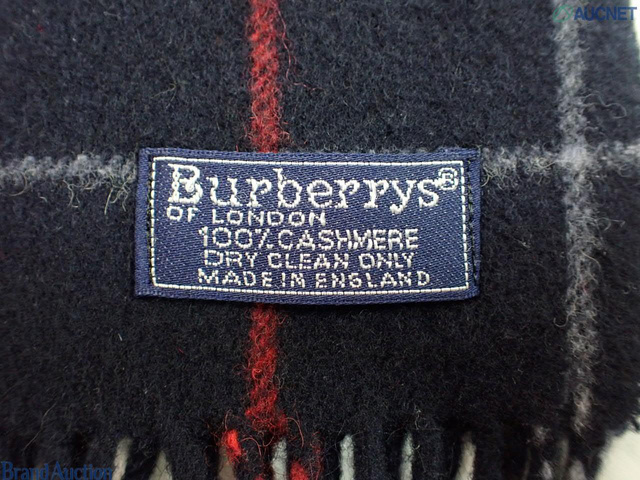 AUCNET
Burberrys®
OF LONDON
100% CASHMERE
DRY CLEAN ONLY
MADE IN ENGLAND
Brand Auction